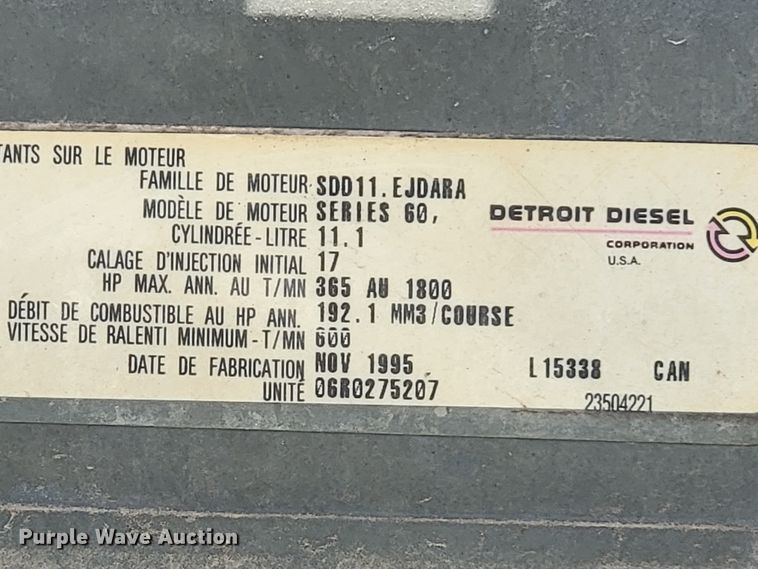 TANTS SUR LE MOTEUR
FAMILLE DE MOTEUR SDD11.EJDARA
MODÈLE DE MOTEUR SERIES 60,
CYLINDRÉE-LITRE 11.1
CALAGE D'INJECTION INITIAL 17
HP MAX. ANN. AU T/MN 365 AU 1800
DÉBIT DE COMBUSTIBLE AU HP ANN. 192.1 MM3/COURSE
VITESSE DE RALENTI MINIMUM-T/MN 600
DATE DE FABRICATION NOV 1995 L15338 CAN
UNITÉ 06R0275207 23504221
DETROIT DIESEL
CORPORATION
U.S.A.
Purple Wave Auction